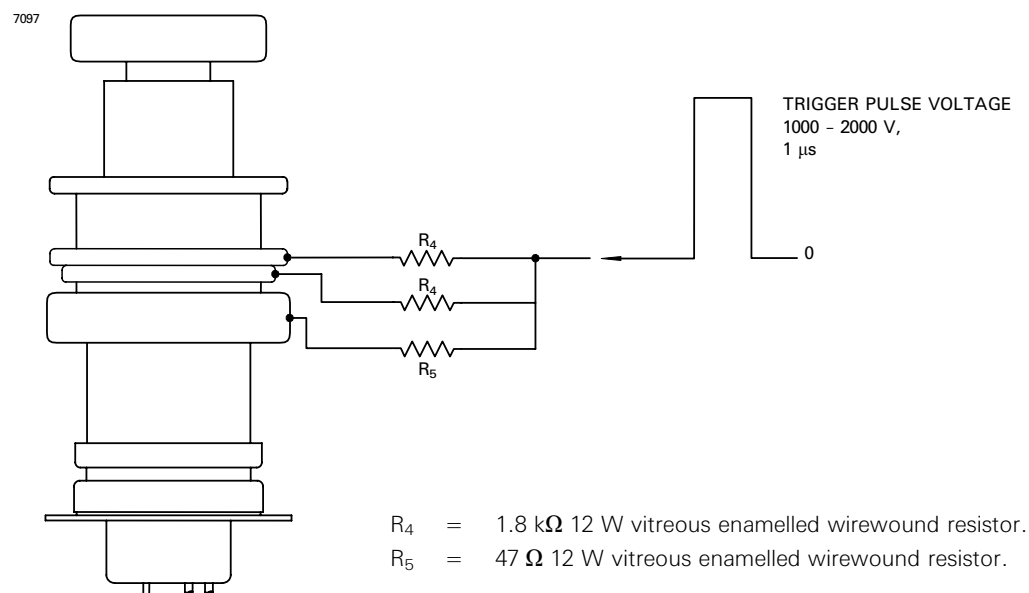 7097
TRIGGER PULSE VOLTAGE
1000 – 2000 V,
1 μs
R₄
0
R₄
R₅
R₄ = 1.8 kΩ 12 W vitreous enamelled wirewound resistor.
R₅ = 47 Ω 12 W vitreous enamelled wirewound resistor.